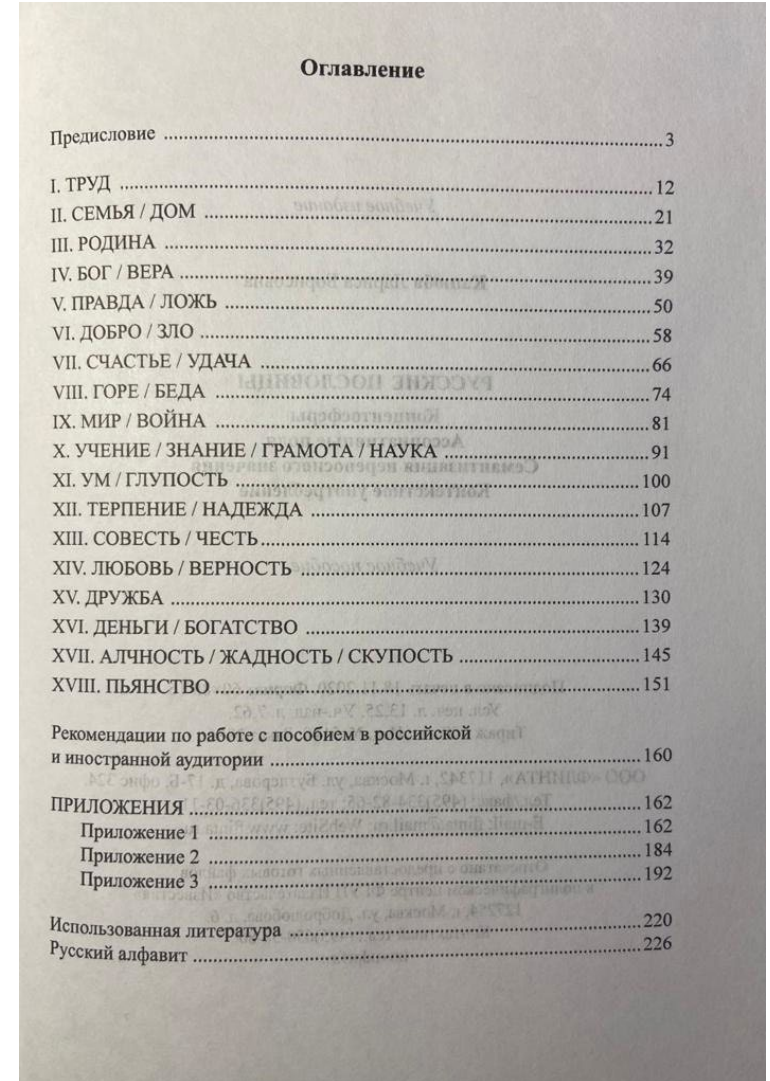 Оглавление
Предисловие ........ 3
I. ТРУД ........ 12
II. СЕМЬЯ / ДОМ ........ 21
III. РОДИНА ........ 32
IV. БОГ / ВЕРА ........ 39
V. ПРАВДА / ЛОЖЬ ........ 50
VI. ДОБРО / ЗЛО ........ 58
VII. СЧАСТЬЕ / УДАЧА ........ 66
VIII. ГОРЕ / БЕДА ........ 74
IX. МИР / ВОЙНА ........ 81
X. УЧЕНИЕ / ЗНАНИЕ / ГРАМОТА / НАУКА ........ 91
XI. УМ / ГЛУПОСТЬ ........ 100
XII. ТЕРПЕНИЕ / НАДЕЖДА ........ 107
XIII. СОВЕСТЬ / ЧЕСТЬ ........ 114
XIV. ЛЮБОВЬ / ВЕРНОСТЬ ........ 124
XV. ДРУЖБА ........ 130
XVI. ДЕНЬГИ / БОГАТСТВО ........ 139
XVII. АЛЧНОСТЬ / ЖАДНОСТЬ / СКУПОСТЬ ........ 145
XVIII. ПЬЯНСТВО ........ 151
Рекомендации по работе с пособием в российской
и иностранной аудитории ........ 160
ПРИЛОЖЕНИЯ ........ 162
Приложение 1 ........ 162
Приложение 2 ........ 184
Приложение 3 ........ 192
Использованная литература ........ 220
Русский алфавит ........ 226